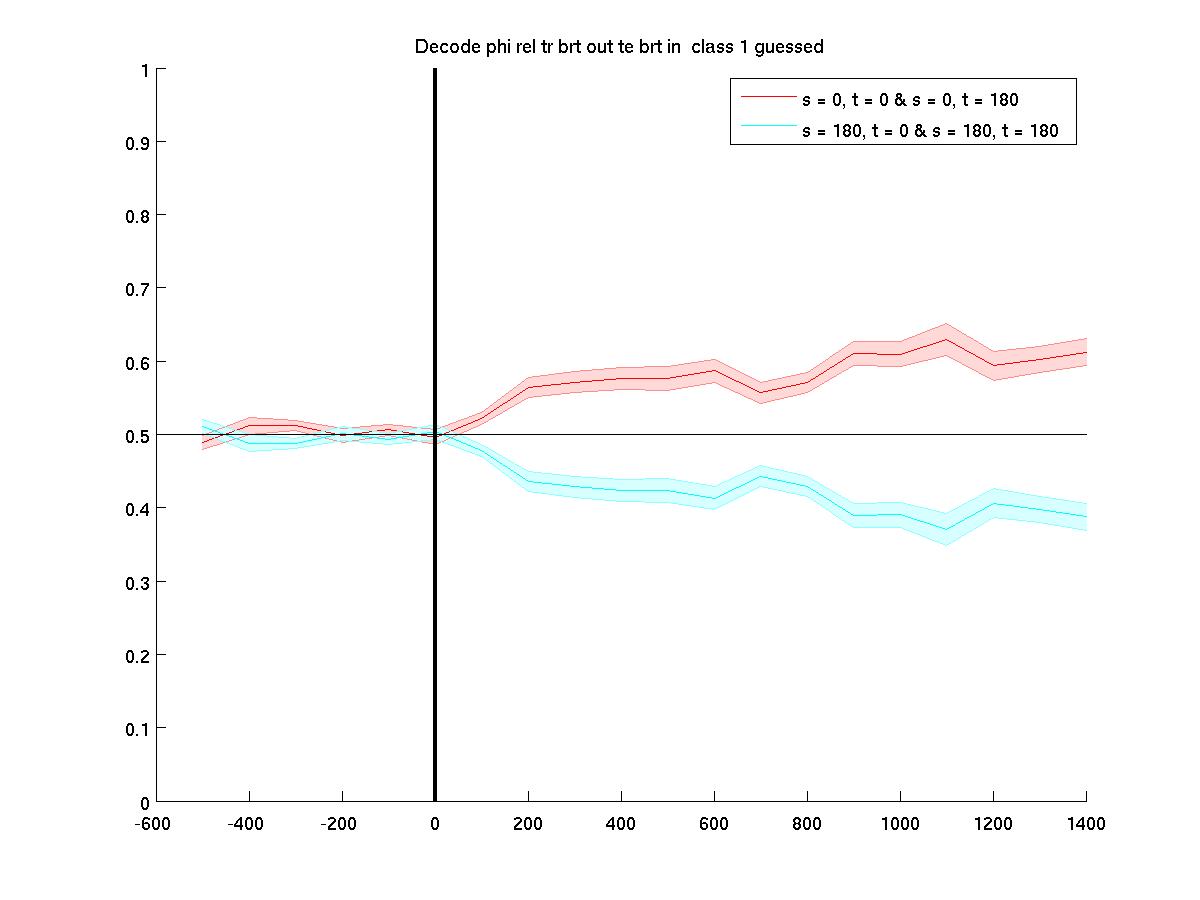 Decode phi rel tr brt out te brt in  class 1 guessed
s = 0, t = 0 & s = 0, t = 180
s = 180, t = 0 & s = 180, t = 180
1
0.9
0.8
0.7
0.6
0.5
0.4
0.3
0.2
0.1
0
-600 -400 -200 0 200 400 600 800 1000 1200 1400